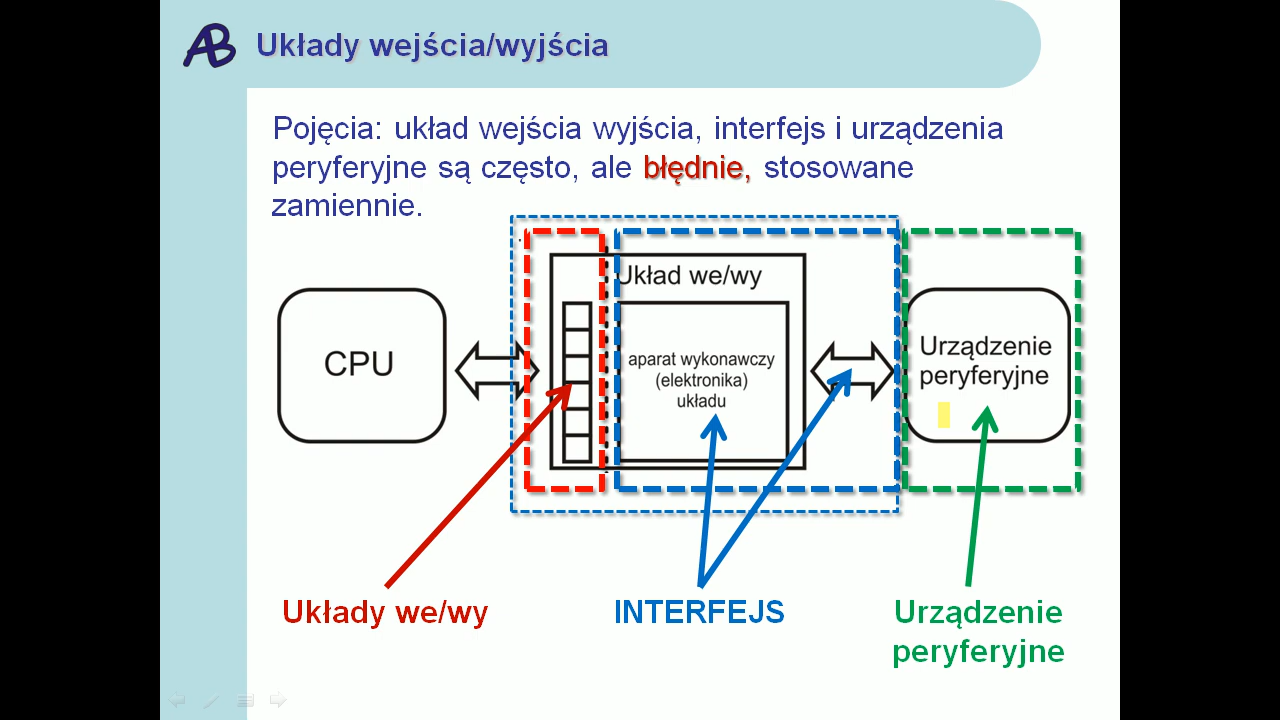 AB
Układy wejścia/wyjścia
Pojęcia: układ wejścia wyjścia, interfejs i urządzenia
peryferyjne są często, ale błędnie, stosowane
zamiennie.
Układ we/wy
CPU
aparat wykonawczy
(elektronika)
układu
Urządzenie
peryferyjne
Układy we/wy
INTERFEJS
Urządzenie
peryferyjne